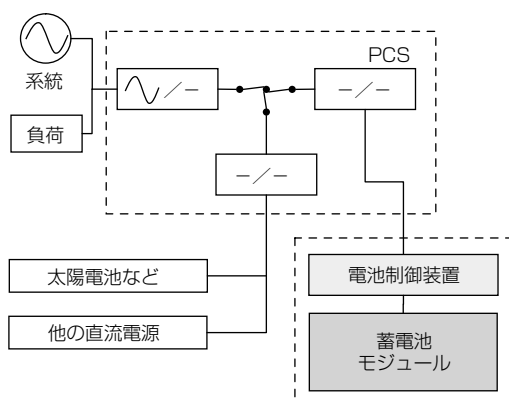 PCS
系統
負荷
太陽電池など
他の直流電源
電池制御装置
蓄電池
モジュール